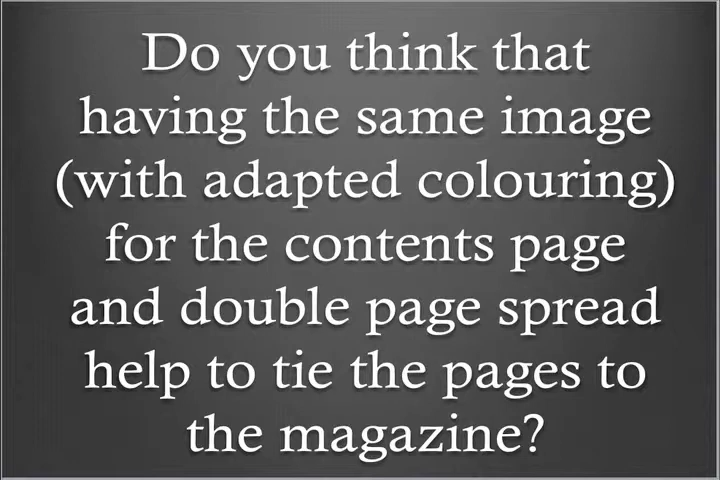 Do you think that
having the same image
(with adapted colouring)
for the contents page
and double page spread
help to tie the pages to
the magazine?